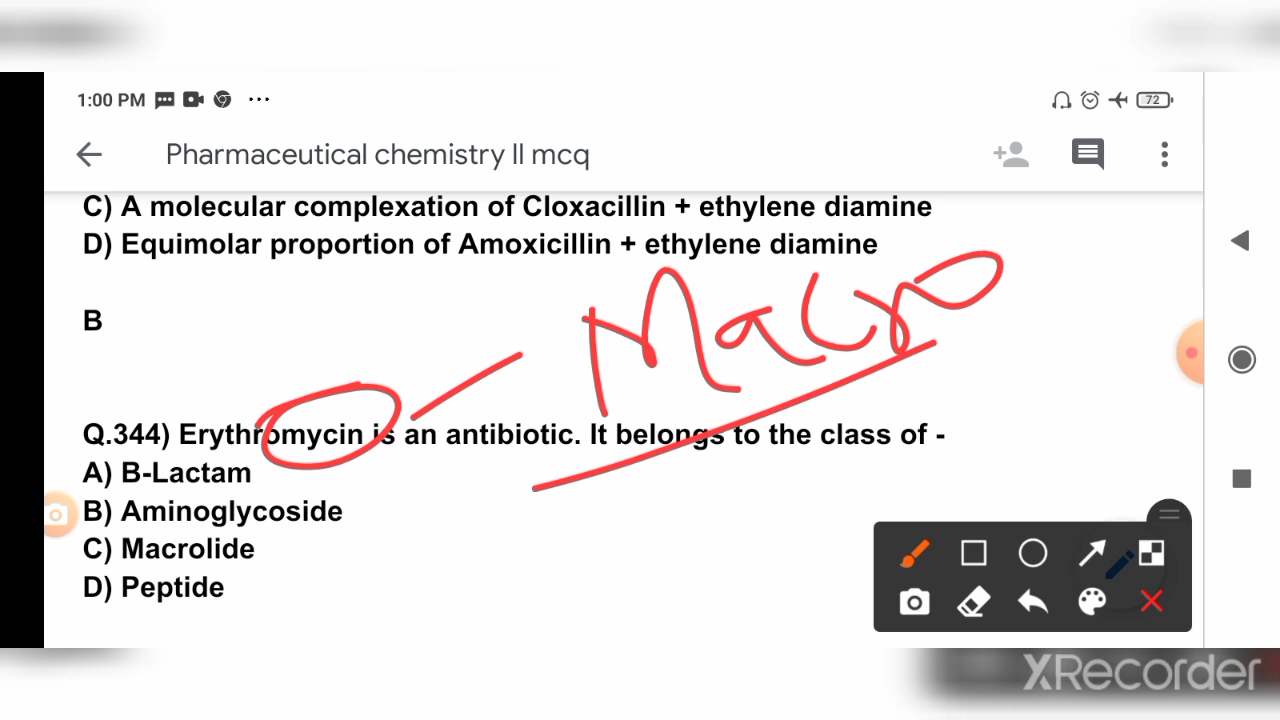 1:00 PM ... 72
Pharmaceutical chemistry II mcq
C) A molecular complexation of Cloxacillin + ethylene diamine
D) Equimolar proportion of Amoxicillin + ethylene diamine
Macro
B
Q.344) Erythromycin is an antibiotic. It belongs to the class of -
A) B-Lactam
B) Aminoglycoside
C) Macrolide
D) Peptide
XRecorder